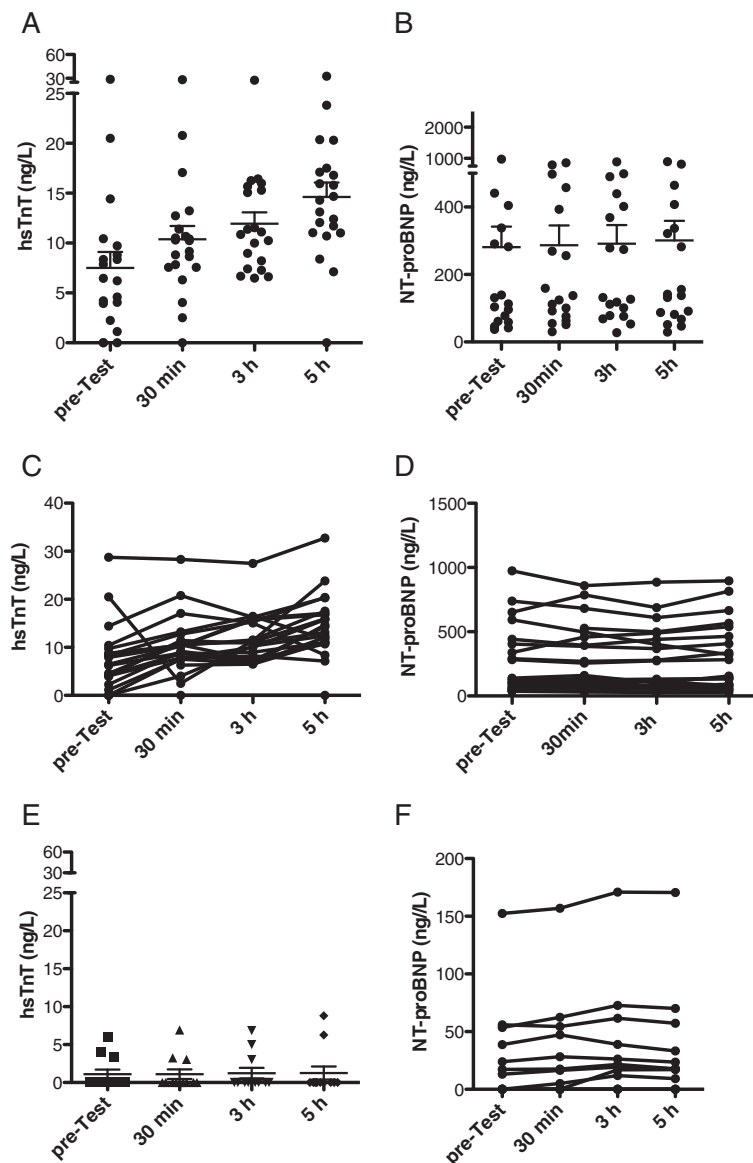 A
60
30
25
20
15
10
5
0
hsTnT (ng/L)
pre-Test
30 min
3 h
5 h
B
2000
1000
400
200
0
NT-proBNP (ng//L)
pre-Test
30min
3h
5h
C
40
30
20
10
0
hsTnT (ng/L)
pre-Test
30 min
3 h
5 h
D
1500
1000
500
0
NT-proBNP (ng//L)
pre-Test
30min
3h
5h
E
60
30
25
20
15
10
5
0
hsTnT (ng/L)
pre-Test
30 min
3 h
5 h
F
200
150
100
50
0
NT-proBNP (ng//L)
pre-Test
30 min
3 h
5 h